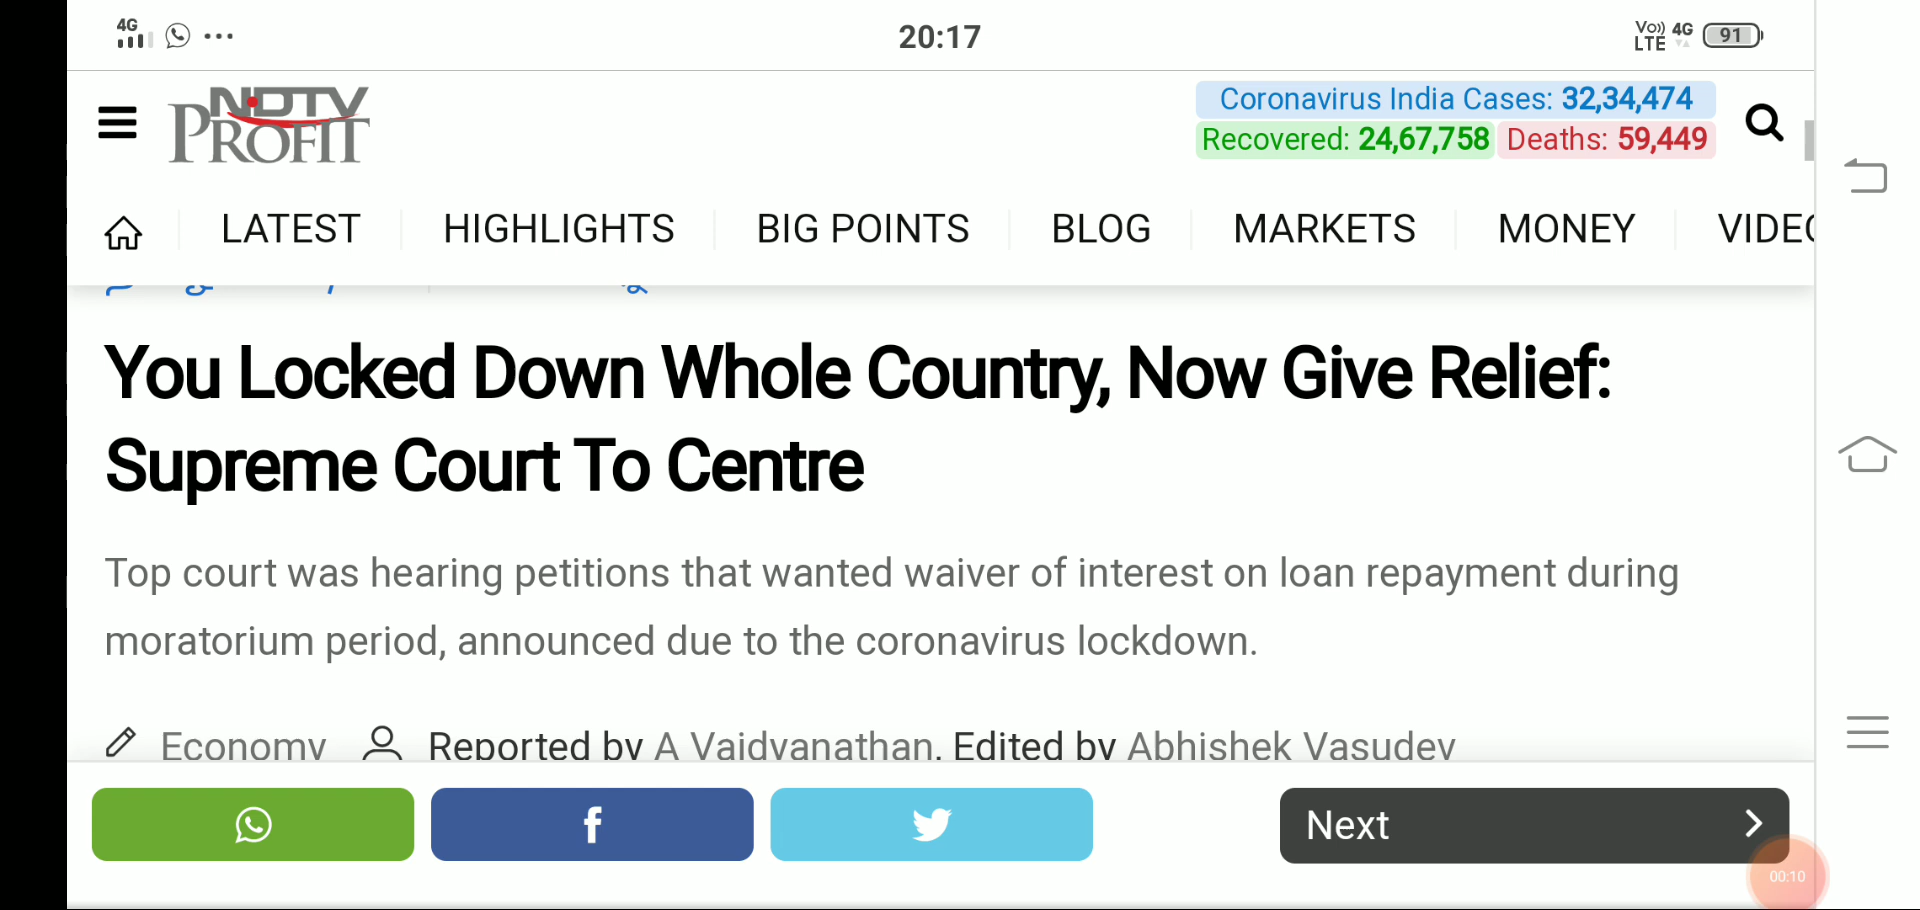 4G 20:17 Vo)) LTE 4G 91
NDTV PROFIT
Coronavirus India Cases: 32,34,474
Recovered: 24,67,758 Deaths: 59,449
LATEST HIGHLIGHTS BIG POINTS BLOG MARKETS MONEY VIDEO
You Locked Down Whole Country, Now Give Relief:
Supreme Court To Centre
Top court was hearing petitions that wanted waiver of interest on loan repayment during
moratorium period, announced due to the coronavirus lockdown.
Economy Reported by A Vaidyanathan, Edited by Abhishek Vasudev
f Next
00:10